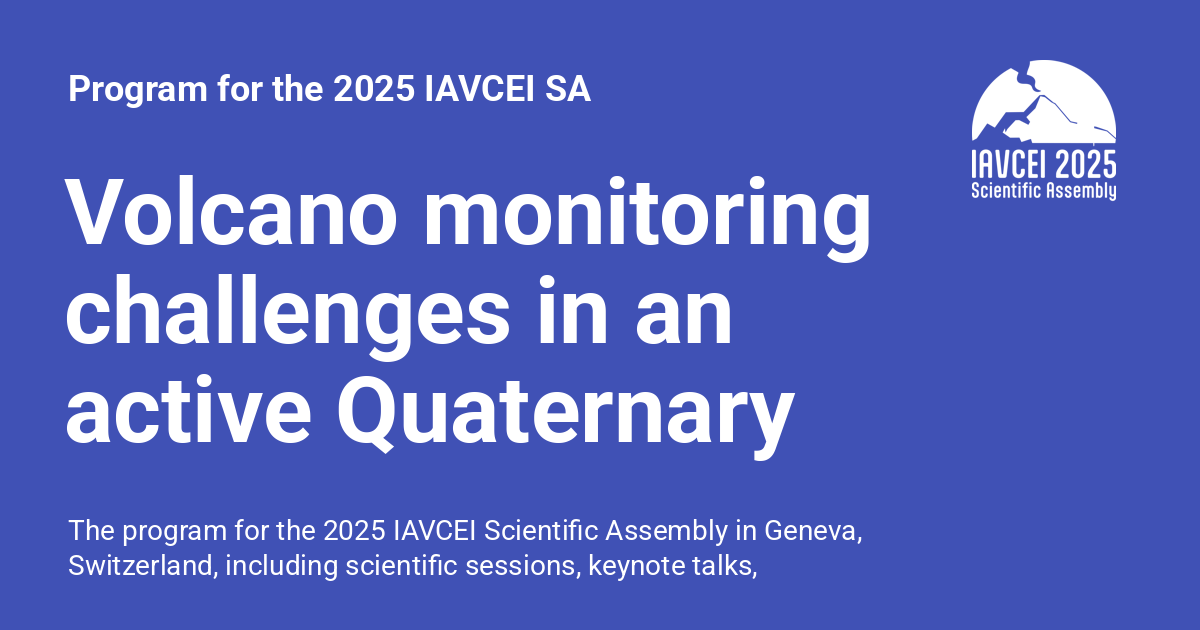 Program for the 2025 IAVCEI SA
IAVCEI 2025
Scientific Assembly
Volcano monitoring
challenges in an
active Quaternary
The program for the 2025 IAVCEI Scientific Assembly in Geneva,
Switzerland, including scientific sessions, keynote talks,